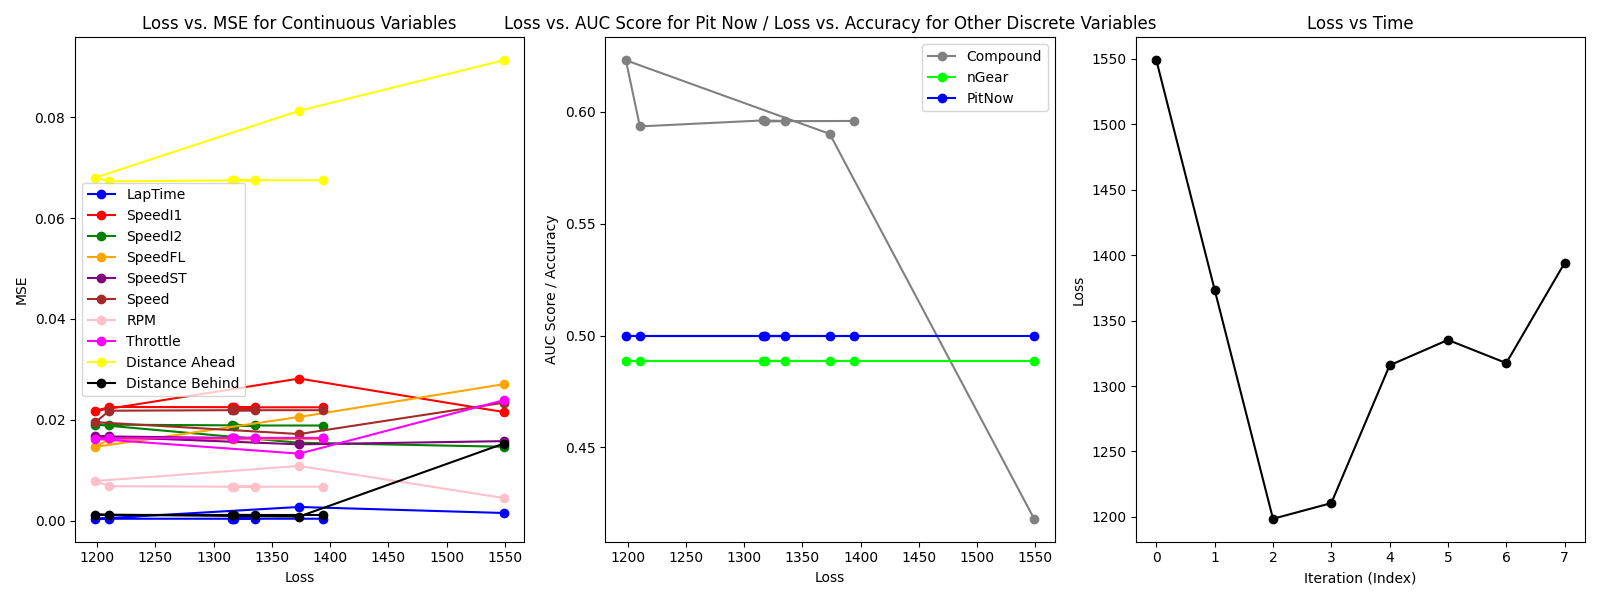 Loss vs. MSE for Continuous Variables
MSE
0.08
0.06
0.04
0.02
0.00
LapTime
SpeedI1
SpeedI2
SpeedFL
SpeedST
Speed
RPM
Throttle
Distance Ahead
Distance Behind
1200 1250 1300 1350 1400 1450 1500 1550
Loss
Loss vs. AUC Score for Pit Now / Loss vs. Accuracy for Other Discrete Variables
AUC Score / Accuracy
0.60
0.55
0.50
0.45
Compound
nGear
PitNow
1200 1250 1300 1350 1400 1450 1500 1550
Loss
Loss vs Time
Loss
1550
1500
1450
1400
1350
1300
1250
1200
0 1 2 3 4 5 6 7
Iteration (Index)